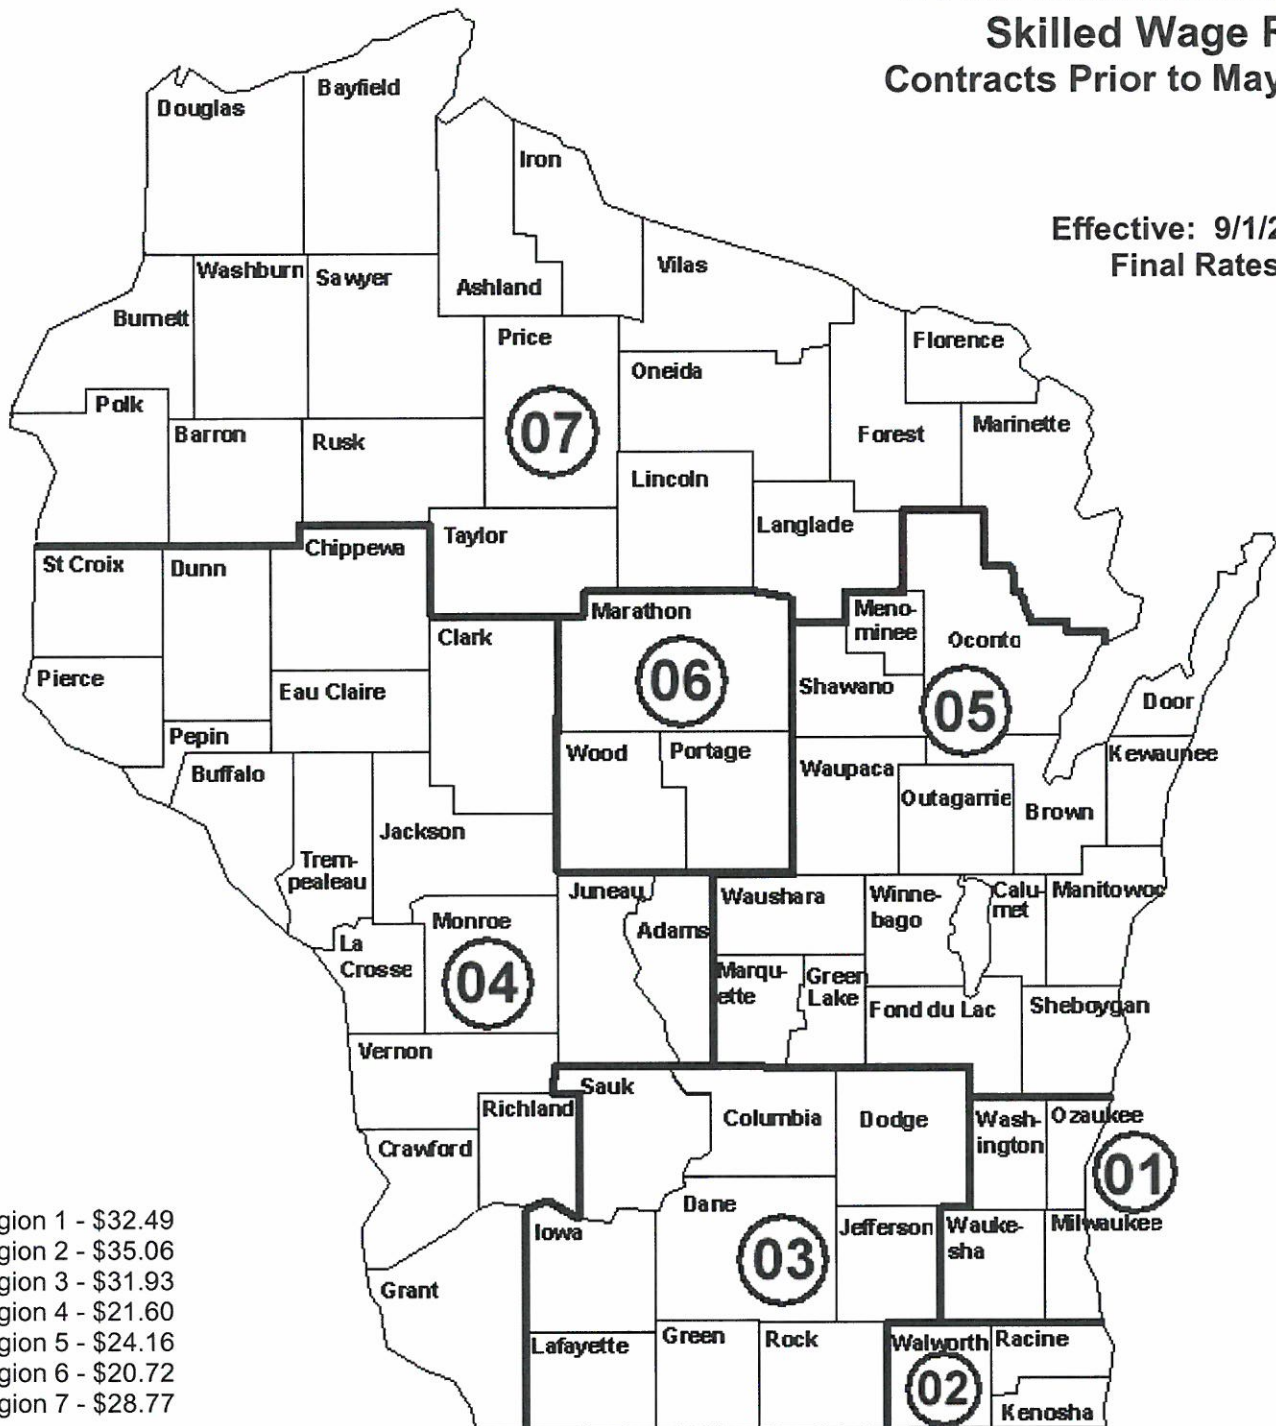 Skilled Wage R
Contracts Prior to May
Effective: 9/1/2
Final Rates
Douglas
Bayfield
Iron
Washburn
Sawyer
Ashland
Vilas
Burnett
Price
Florence
Oneida
Polk
Barron
Rusk
07
Forest
Marinette
Lincoln
Langlade
Taylor
St Croix
Dunn
Chippewa
Marathon
Meno-
minee
Clark
Oconto
Pierce
Eau Claire
06
Shawano
05
Door
Pepin
Buffalo
Wood
Portage
Waupaca
Kewaunee
Outagamie
Brown
Jackson
Trem-
pealeau
Juneau
Waushara
Winne-
bago
Calu-
met
Manitowoc
Monroe
Adams
La
Crosse
04
Marqu-
ette
Green
Lake
Fond du Lac
Sheboygan
Vernon
Sauk
Richland
Columbia
Dodge
Wash-
ington
Ozaukee
Crawford
01
Dane
Iowa
Jefferson
Wauke-
sha
Milwaukee
03
Grant
Lafayette
Green
Rock
Walworth
Racine
02
Kenosha
gion 1 - $32.49
gion 2 - $35.06
gion 3 - $31.93
gion 4 - $21.60
gion 5 - $24.16
gion 6 - $20.72
gion 7 - $28.77